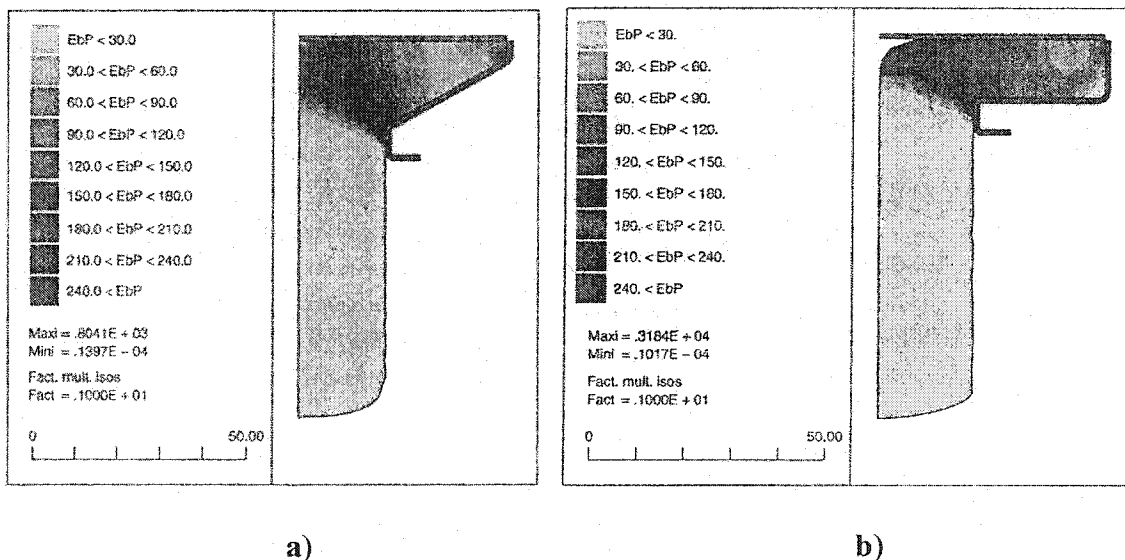 EbP < 30.0
30.0 < EbP < 60.0
60.0 < EbP < 90.0
90.0 < EbP < 120.0
120.0 < EbP < 150.0
150.0 < EbP < 180.0
180.0 < EbP < 210.0
210.0 < EbP < 240.0
240.0 < EbP
Maxi = .8041E + 03
Mini = .1397E - 04
Fact. mult. isos
Fact = .1000E + 01
0 50.00
EbP < 30.
30. < EbP < 60.
60. < EbP < 90.
90. < EbP < 120.
120. < EbP < 150.
150. < EbP < 180.
180. < EbP < 210.
210. < EbP < 240.
240. < EbP
Maxi = .3184E + 04
Mini = .1017E - 04
Fact. mult. isos
Fact = .1000E + 01
0 50.00
a) b)